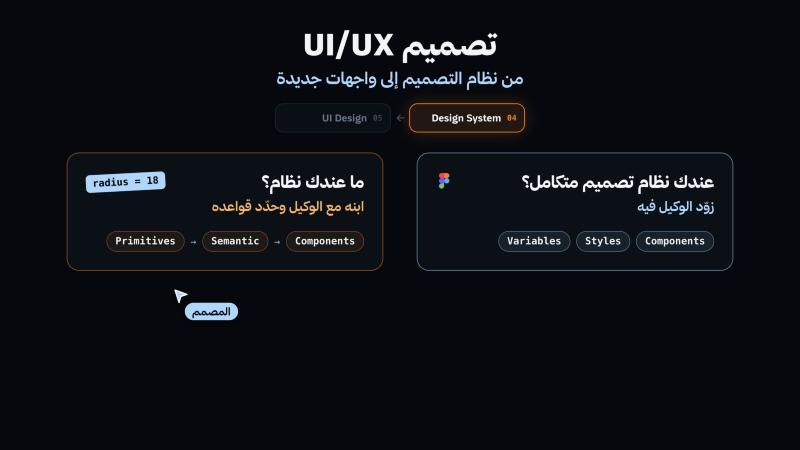 تصميم UI/UX
من نظام التصميم إلى واجهات جديدة
04 Design System ← 05 UI Design
عندك نظام تصميم متكامل؟
زوّد الوكيل فيه
Components Styles Variables
ما عندك نظام؟
radius = 18
ابنه مع الوكيل وحدّد قواعده
Primitives → Semantic → Components
المصمم